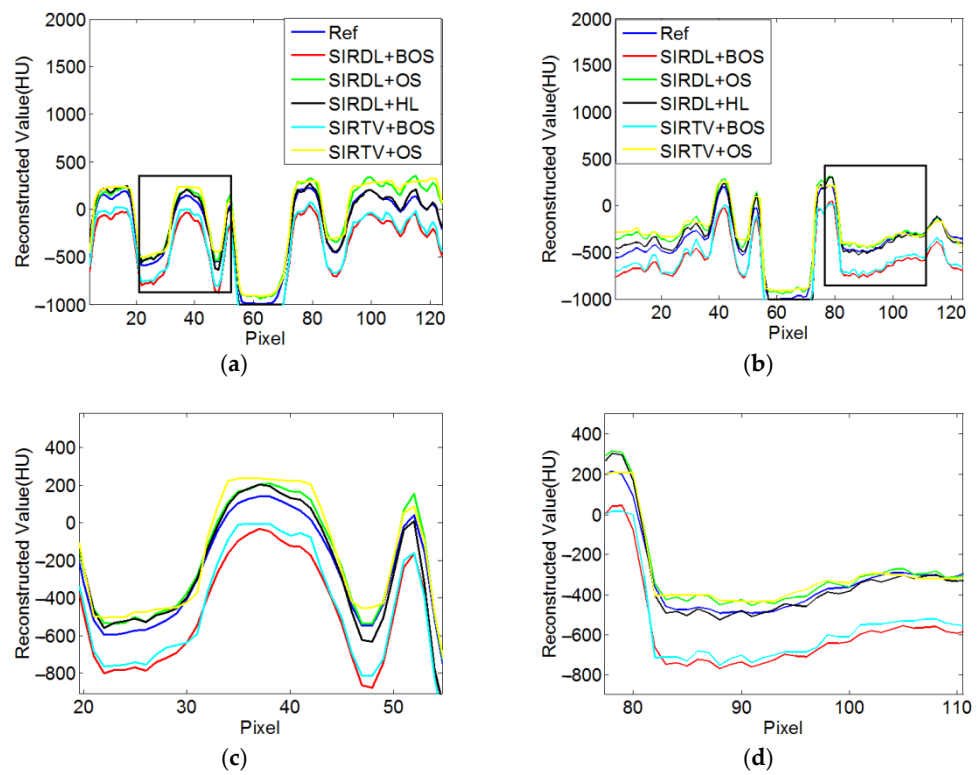 2000
1500
1000
500
0
−500
−1000
Reconstructed Value(HU)
Ref
SIRDL+BOS
SIRDL+OS
SIRDL+HL
SIRTV+BOS
SIRTV+OS
20 40 60 80 100 120
Pixel
(a)
2000
1500
1000
500
0
−500
−1000
Reconstructed Value(HU)
Ref
SIRDL+BOS
SIRDL+OS
SIRDL+HL
SIRTV+BOS
SIRTV+OS
20 40 60 80 100 120
Pixel
(b)
400
200
0
−200
−400
−600
−800
Reconstructed Value(HU)
20 30 40 50
Pixel
(c)
400
200
0
−200
−400
−600
−800
Reconstructed Value(HU)
80 90 100 110
Pixel
(d)